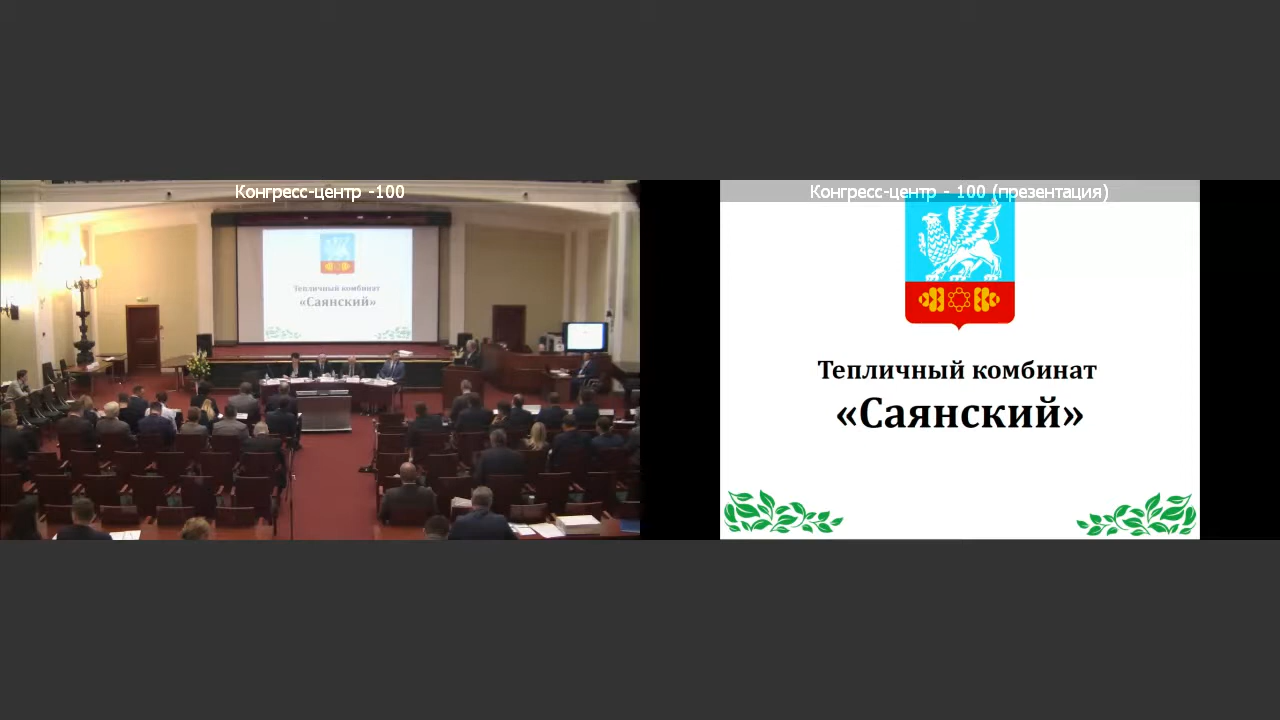 Конгресс-центр -100
Тепличный комбинат
«Саянский»
Конгресс-центр - 100 (презентация)
Тепличный комбинат
«Саянский»